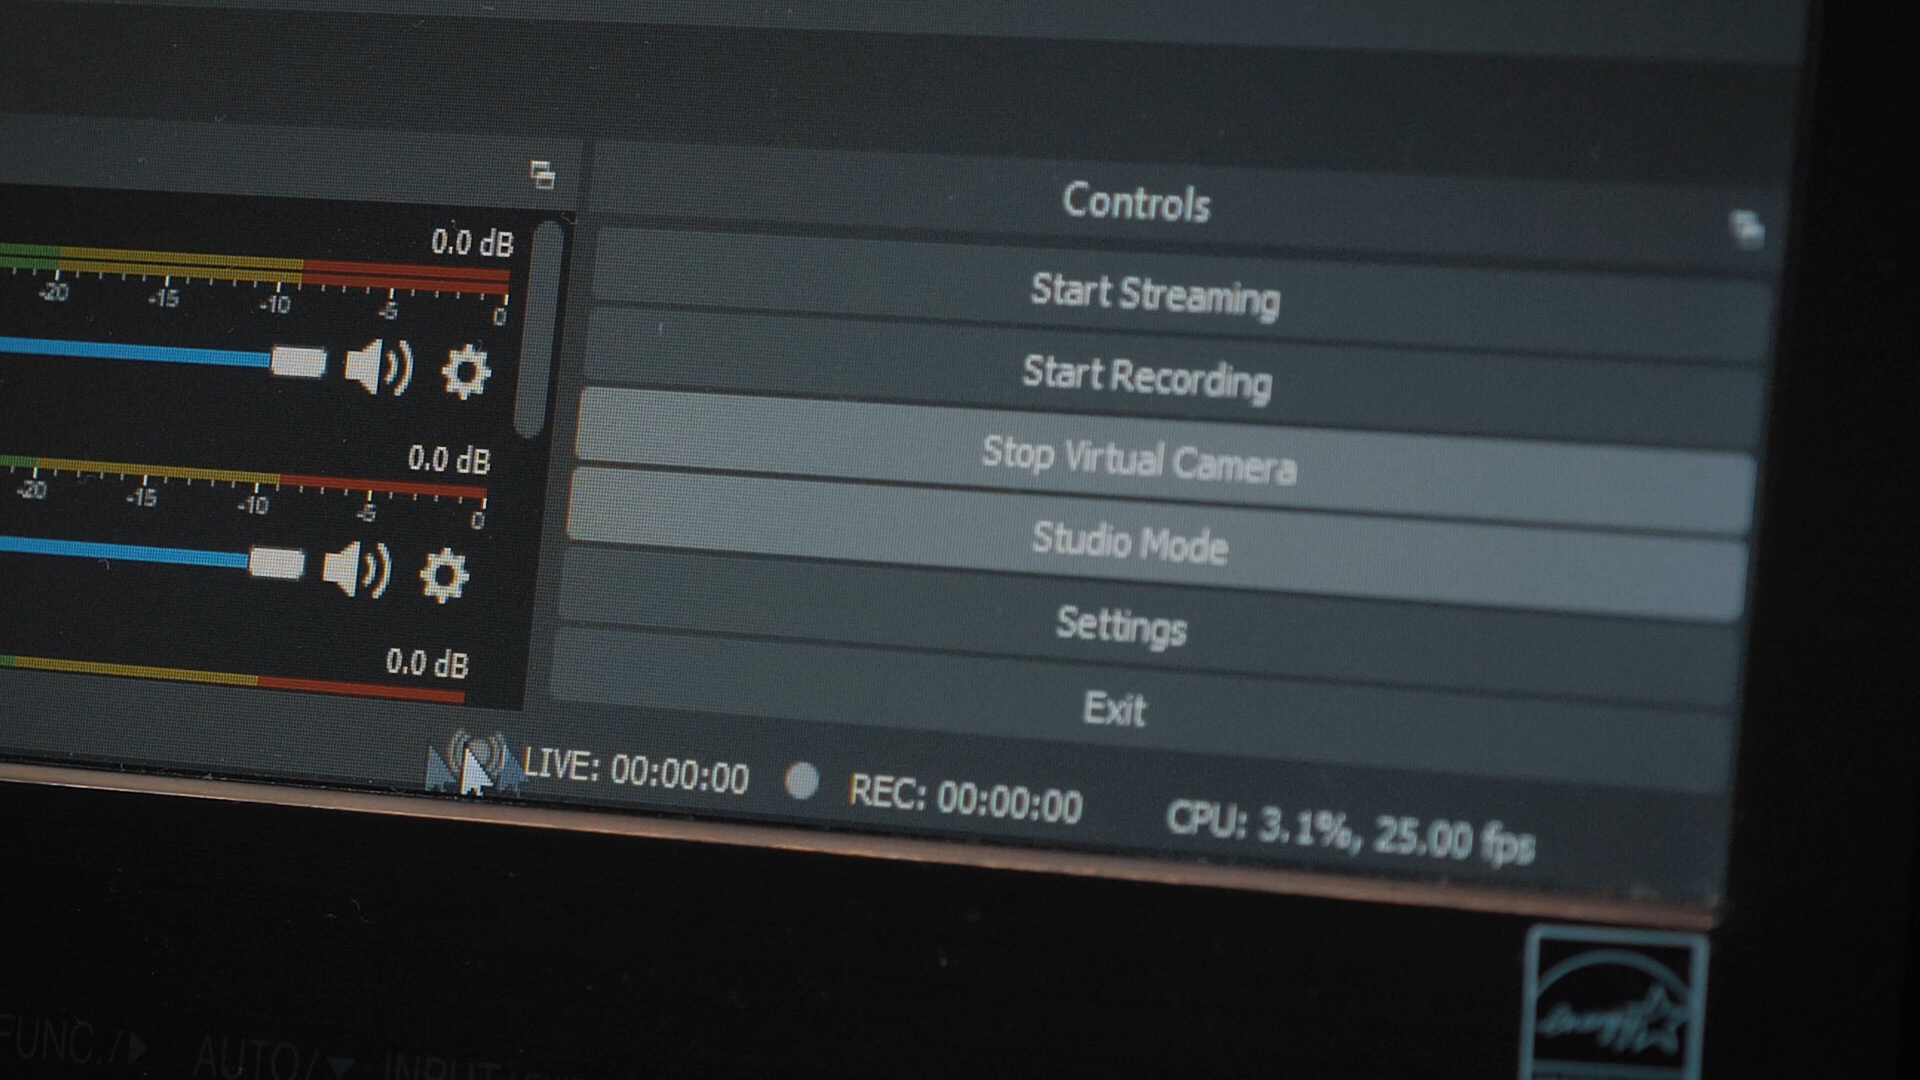 Controls
0.0 dB
-20 -15 -10 -5 0
Start Streaming
Start Recording
0.0 dB
-20 -15 -10 -5 0
Stop Virtual Camera
Studio Mode
Settings
0.0 dB
Exit
LIVE: 00:00:00 REC: 00:00:00 CPU: 3.1%, 25.00 fps
energy
FUNC./ AUTO/ INPUT